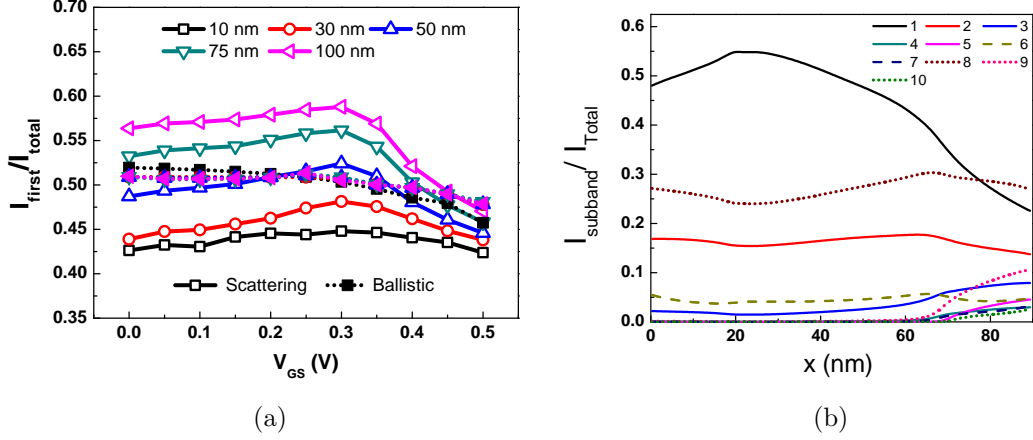 0.70
0.65
0.60
0.55
0.50
0.45
0.40
0.35
I_first/I_total
10 nm 30 nm 50 nm
75 nm 100 nm
Scattering Ballistic
0.0 0.1 0.2 0.3 0.4 0.5
V_GS (V)
(a)
0.6
0.5
0.4
0.3
0.2
0.1
0.0
I_subband / I_Total
1 2 3
4 5 6
7 8 9
10
0 20 40 60 80
x (nm)
(b)